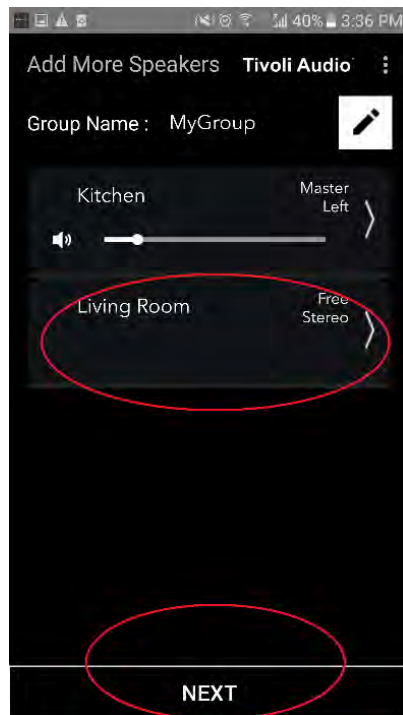 40% 3:36 PM
Add More Speakers Tivoli Audio
Group Name : MyGroup
Kitchen Master
Left
Living Room Free
Stereo
NEXT